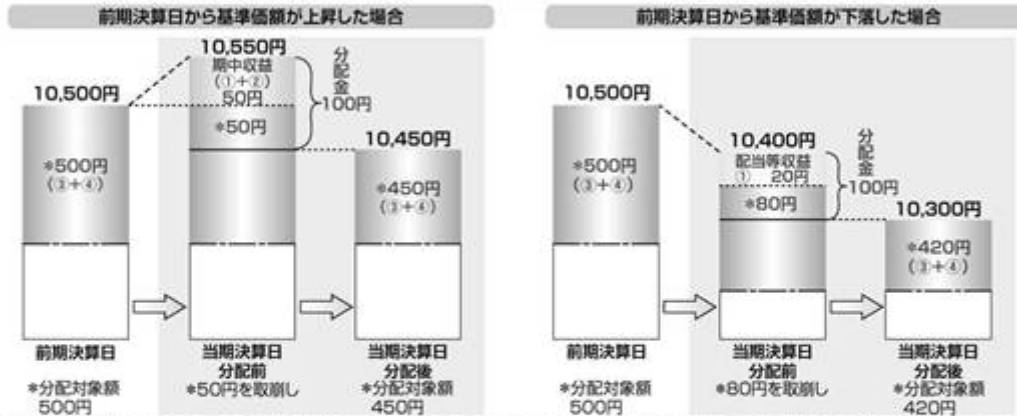 前期決算日から基準価額が上昇した場合
10,550円
期中収益
(①+②)
50円
*50円
分配金
100円
10,500円
*500円
(③+④)
10,450円
*450円
(③+④)
前期決算日
当期決算日
分配前
当期決算日
分配後
*分配対象額
500円
*50円を取崩し
*分配対象額
450円
前期決算日から基準価額が下落した場合
10,500円
*500円
(③+④)
10,400円
配当等収益
① 20円
*80円
分配金
100円
10,300円
*420円
(③+④)
前期決算日
当期決算日
分配前
当期決算日
分配後
*分配対象額
500円
*80円を取崩し
*分配対象額
420円